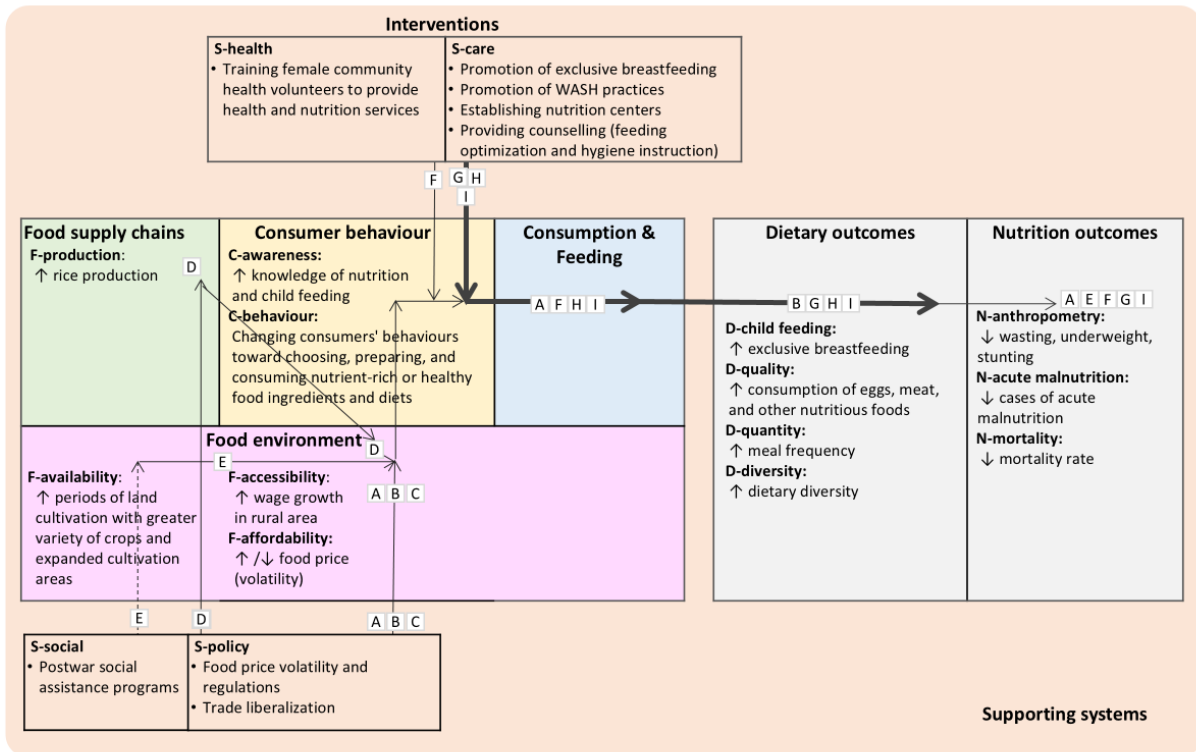 Interventions
S-health
• Training female community
health volunteers to provide
health and nutrition services
S-care
• Promotion of exclusive breastfeeding
• Promotion of WASH practices
• Establishing nutrition centers
• Providing counselling (feeding
optimization and hygiene instruction)
F
G H
I
Food supply chains
F-production:
↑ rice production
D
Consumer behaviour
C-awareness:
↑ knowledge of nutrition
and child feeding
C-behaviour:
Changing consumers' behaviours
toward choosing, preparing, and
consuming nutrient-rich or healthy
food ingredients and diets
Consumption &
Feeding
A F H I
Dietary outcomes
B G H I
D-child feeding:
↑ exclusive breastfeeding
D-quality:
↑ consumption of eggs, meat,
and other nutritious foods
D-quantity:
↑ meal frequency
D-diversity:
↑ dietary diversity
Nutrition outcomes
A E F G I
N-anthropometry:
↓ wasting, underweight,
stunting
N-acute malnutrition:
↓ cases of acute
malnutrition
N-mortality:
↓ mortality rate
Food environment
D
E
F-availability:
↑ periods of land
cultivation with greater
variety of crops and
expanded cultivation
areas
F-accessibility:
↑ wage growth
in rural area
F-affordability:
↑ /↓ food price
(volatility)
A B C
E
D
A B C
S-social
• Postwar social
assistance programs
S-policy
• Food price volatility and
regulations
• Trade liberalization
Supporting systems